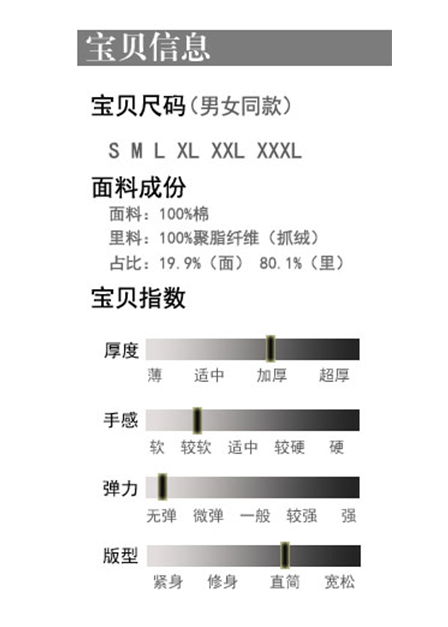 宝贝信息
宝贝尺码(男女同款)
S M L XL XXL XXXL
面料成份
面料：100%棉
里料：100%聚脂纤维（抓绒）
占比：19.9%（面） 80.1%（里）
宝贝指数
厚度
薄 适中 加厚 超厚
手感
软 较软 适中 较硬 硬
弹力
无弹 微弹 一般 较强 强
版型
紧身 修身 直简 宽松